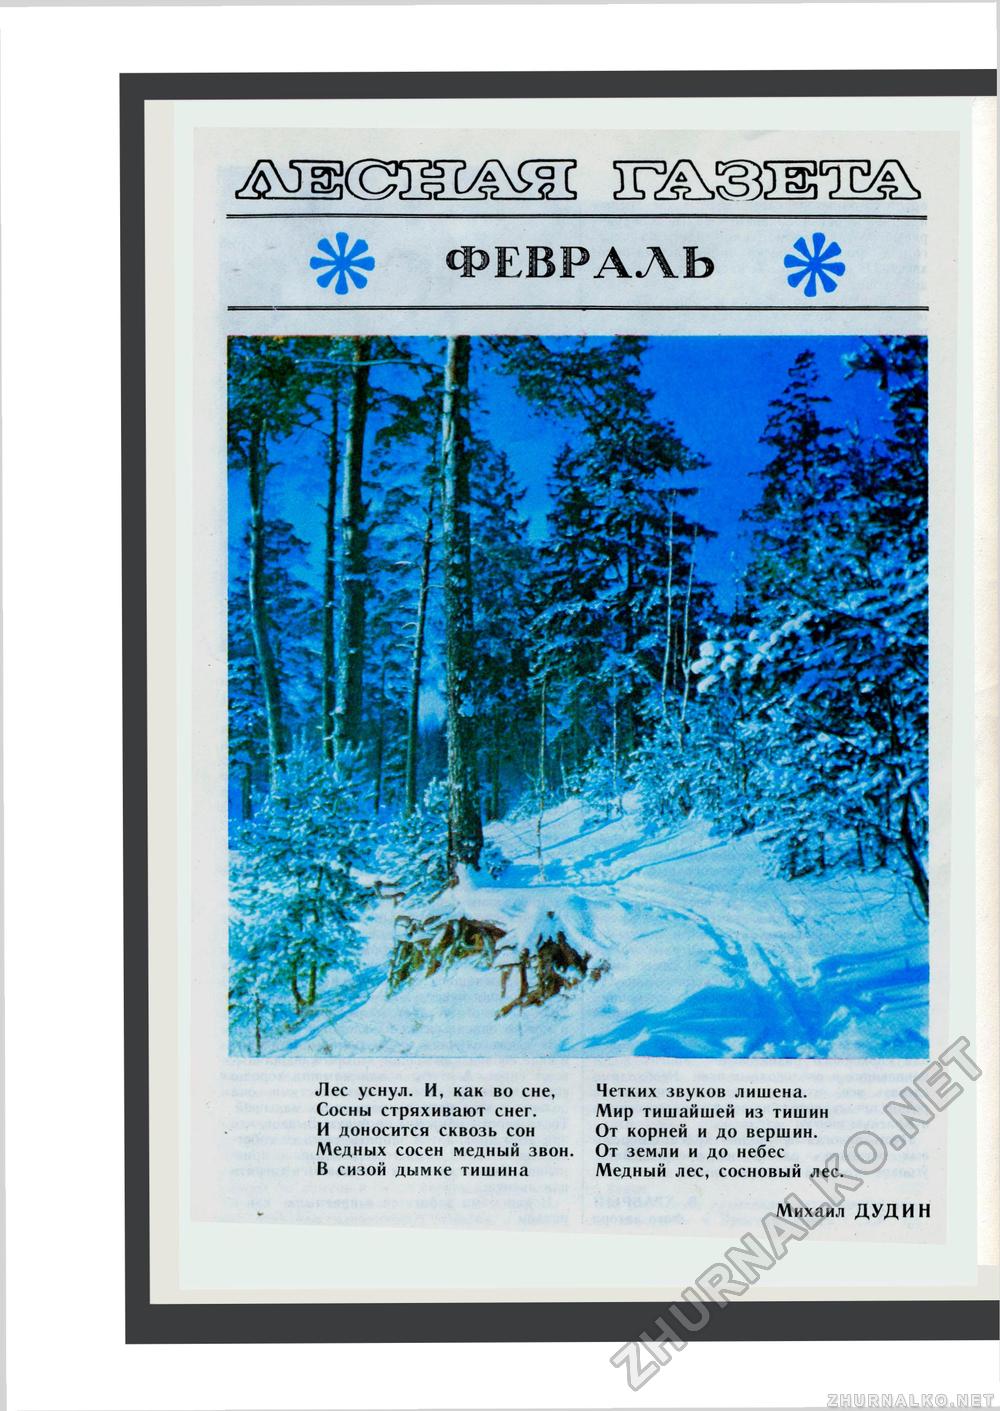 ЛЕСНАЯ ГАЗЕТА
ФЕВРАЛЬ
Лес уснул. И, как во сне,
Сосны стряхивают снег.
И доносится сквозь сон
Медных сосен медный звон.
В сизой дымке тишина
Четких звуков лишена.
Мир тишайшей из тишин
От корней и до вершин.
От земли и до небес
Медный лес, сосновый лес.
Михаил ДУДИН
ZHURNALKO.NET
ZHURNALKO.NET